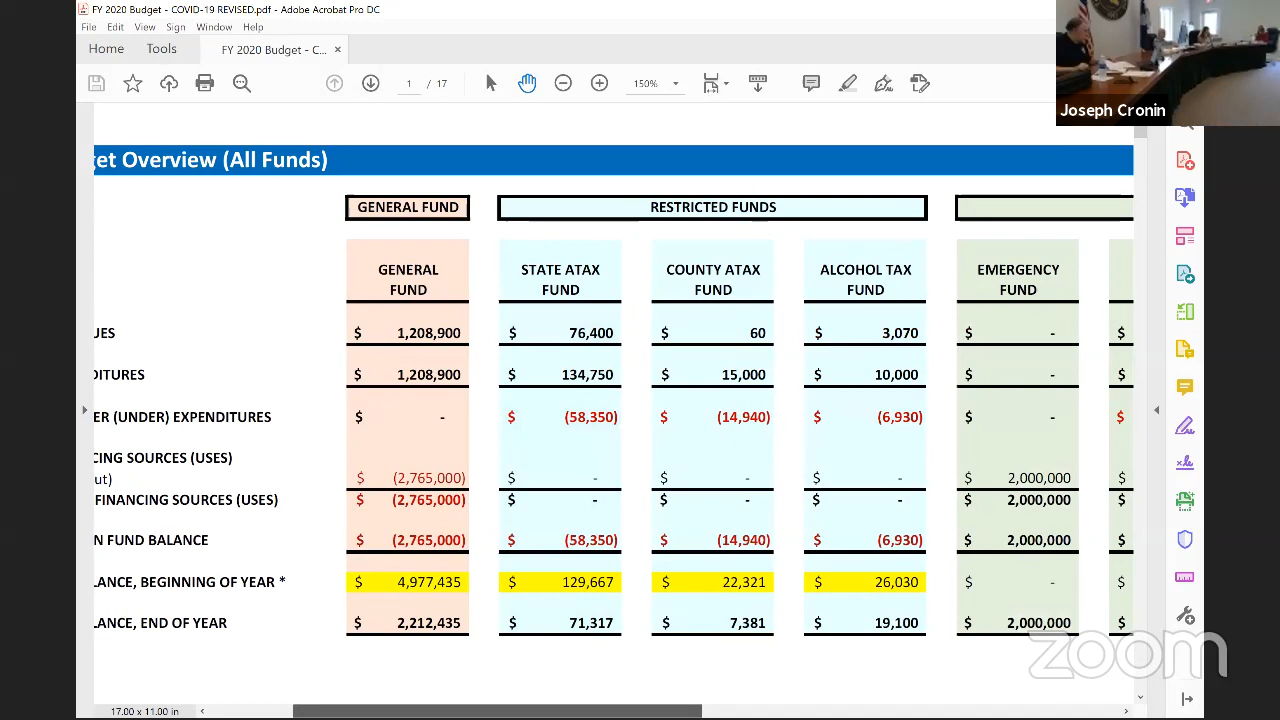 FY 2020 Budget - COVID-19 REVISED.pdf - Adobe Acrobat Pro DC
File Edit View Sign Window Help
Home Tools FY 2020 Budget - C... ×
1 / 17 150%
Joseph Cronin
get Overview (All Funds)
GENERAL FUND RESTRICTED FUNDS
GENERAL STATE ATAX COUNTY ATAX ALCOHOL TAX EMERGENCY
FUND FUND FUND FUND FUND
UES $ 1,208,900 $ 76,400 $ 60 $ 3,070 $ - $
DITURES $ 1,208,900 $ 134,750 $ 15,000 $ 10,000 $ - $
ER (UNDER) EXPENDITURES $ - $ (58,350) $ (14,940) $ (6,930) $ - $
CING SOURCES (USES)
out) $ (2,765,000) $ - $ - $ - $ 2,000,000 $
FINANCING SOURCES (USES) $ (2,765,000) $ - $ - $ - $ 2,000,000 $
N FUND BALANCE $ (2,765,000) $ (58,350) $ (14,940) $ (6,930) $ 2,000,000 $
LANCE, BEGINNING OF YEAR * $ 4,977,435 $ 129,667 $ 22,321 $ 26,030 $ - $
LANCE, END OF YEAR $ 2,212,435 $ 71,317 $ 7,381 $ 19,100 $ 2,000,000 $
zoom
17.00 x 11.00 in